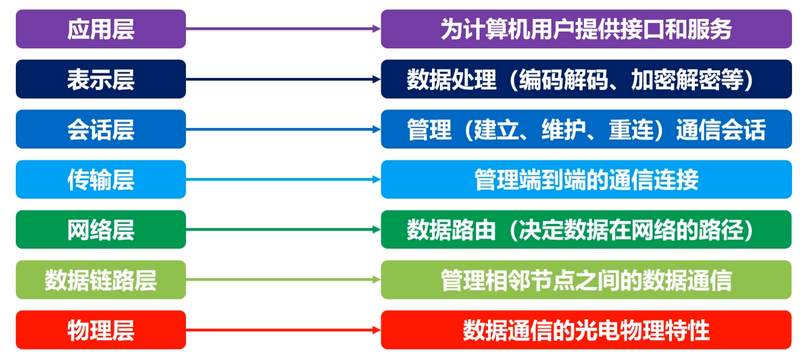 应用层
为计算机用户提供接口和服务
表示层
数据处理（编码解码、加密解密等）
会话层
管理（建立、维护、重连）通信会话
传输层
管理端到端的通信连接
网络层
数据路由（决定数据在网络的路径）
数据链路层
管理相邻节点之间的数据通信
物理层
数据通信的光电物理特性